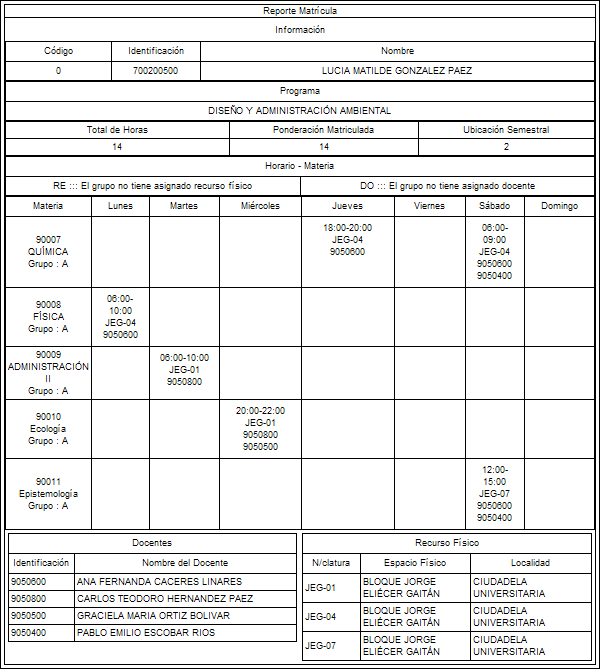 Reporte Matrícula
Información
Código Identificación Nombre
0 700200500 LUCIA MATILDE GONZALEZ PAEZ
Programa
DISEÑO Y ADMINISTRACIÓN AMBIENTAL
Total de Horas Ponderación Matriculada Ubicación Semestral
14 14 2
Horario - Materia
RE ::: El grupo no tiene asignado recurso físico DO ::: El grupo no tiene asignado docente
Materia Lunes Martes Miércoles Jueves Viernes Sábado Domingo
90007
QUÍMICA
Grupo : A
18:00-20:00
JEG-04
9050600
06:00-
09:00
JEG-04
9050600
9050400
90008
FÍSICA
Grupo : A
06:00-
10:00
JEG-04
9050600
90009
ADMINISTRACIÓN
II
Grupo : A
06:00-10:00
JEG-01
9050800
90010
Ecología
Grupo : A
20:00-22:00
JEG-01
9050800
9050500
90011
Epistemología
Grupo : A
12:00-
15:00
JEG-07
9050600
9050400
Docentes
Identificación Nombre del Docente
9050600 ANA FERNANDA CACERES LINARES
9050800 CARLOS TEODORO HERNANDEZ PAEZ
9050500 GRACIELA MARIA ORTIZ BOLIVAR
9050400 PABLO EMILIO ESCOBAR RIOS
Recurso Físico
N/clatura Espacio Físico Localidad
JEG-01
BLOQUE JORGE
ELIÉCER GAITÁN
CIUDADELA
UNIVERSITARIA
JEG-04
BLOQUE JORGE
ELIÉCER GAITÁN
CIUDADELA
UNIVERSITARIA
JEG-07
BLOQUE JORGE
ELIÉCER GAITÁN
CIUDADELA
UNIVERSITARIA